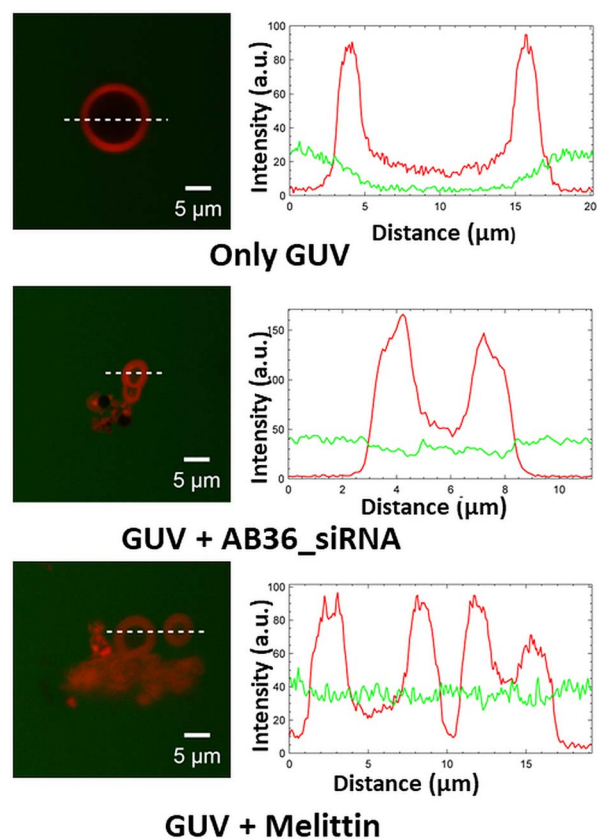 5 µm
Intensity (a.u.)
100
80
60
40
20
0
0 5 10 15 20
Distance (µm)
Only GUV
5 µm
Intensity (a.u.)
150
100
50
0
0 2 4 6 8 10
Distance (µm)
GUV + AB36_siRNA
5 µm
Intensity (a.u.)
100
80
60
40
20
0
0 5 10 15
Distance (µm)
GUV + Melittin